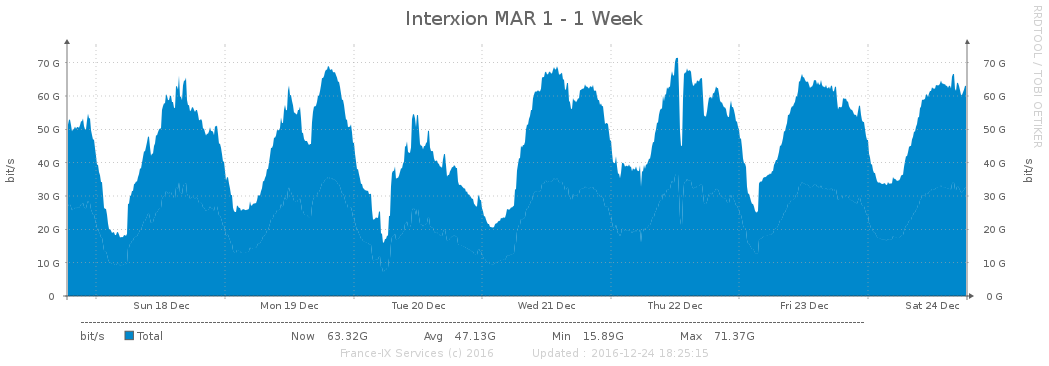 Interxion MAR 1 - 1 Week
RRDTOOL / TOBI OETIKER
bit/s
70 G
60 G
50 G
40 G
30 G
20 G
10 G
0
70 G
60 G
50 G
40 G
30 G
20 G
10 G
0 G
bit/s
Sun 18 Dec Mon 19 Dec Tue 20 Dec Wed 21 Dec Thu 22 Dec Fri 23 Dec Sat 24 Dec
bit/s Total Now 63.32G Avg 47.13G Min 15.89G Max 71.37G
France-IX Services (c) 2016 Updated : 2016-12-24 18:25:15